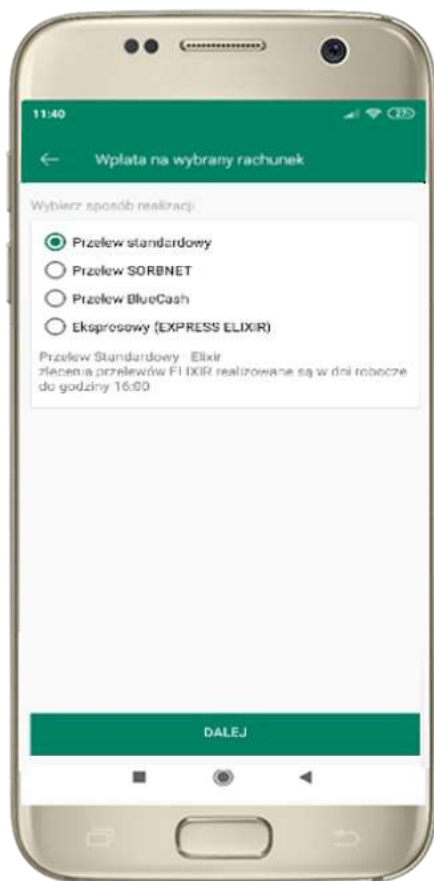 11:40
Wpłata na wybrany rachunek
Wybierz sposób realizacji
Przelew standardowy
Przelew SORBNET
Przelew BlueCash
Ekspresowy (EXPRESS ELIXIR)
Przelew Standardowy Elixir
zlecenia przelewów ELIXIR realizowane są w dni robocze
do godziny 16:00
DALEJ